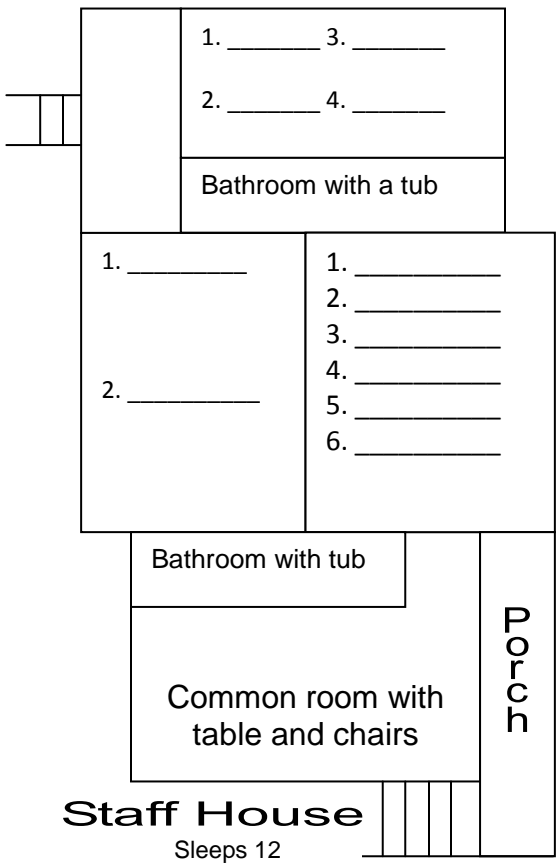 1. _______ 3. _______
2. _______ 4. _______
Bathroom with a tub
1. _________
2. __________
1. ___________
2. ___________
3. ___________
4. ___________
5. ___________
6. ___________
Bathroom with tub
Porch
Common room with
table and chairs
Staff House
Sleeps 12